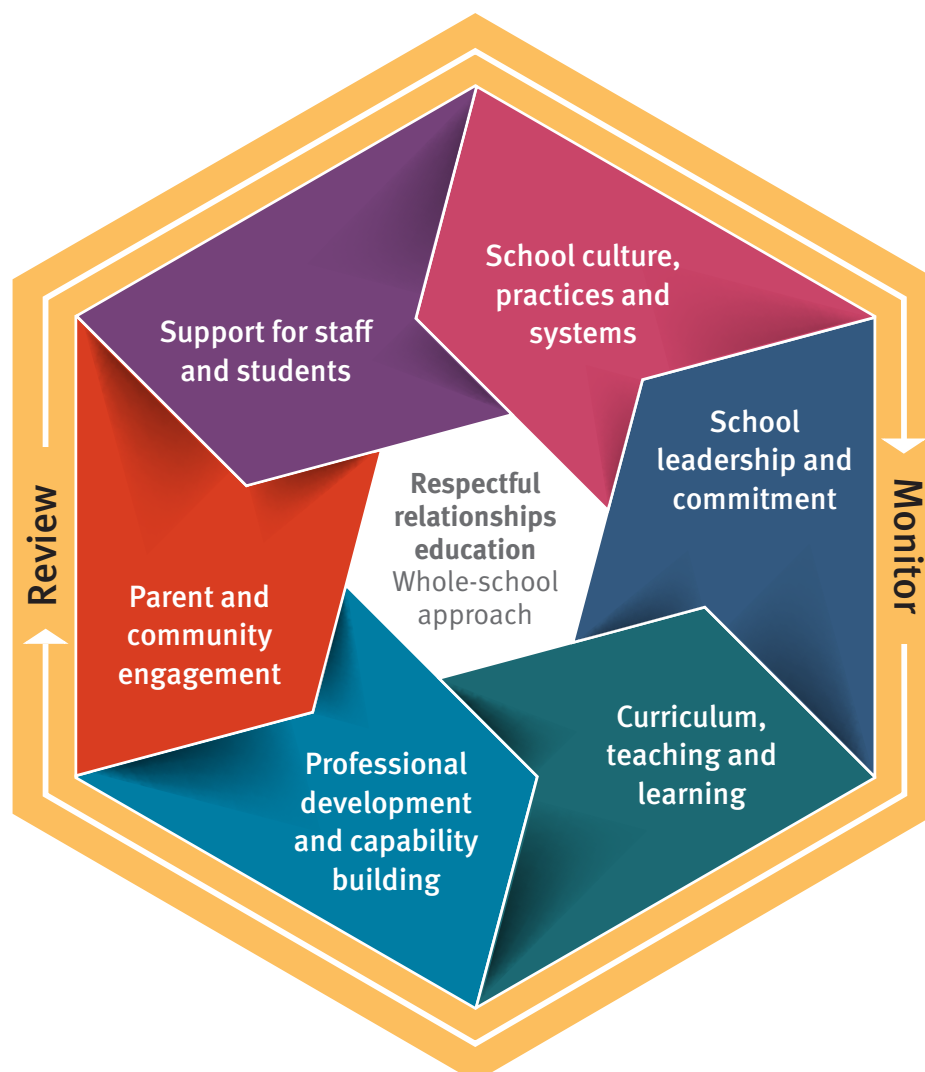 School culture,
practices and
systems
School
leadership and
commitment
Curriculum,
teaching and
learning
Professional
development
and capability
building
Parent and
community
engagement
Support for staff
and students
Respectful
relationships
education
Whole-school
approach
Monitor
Review